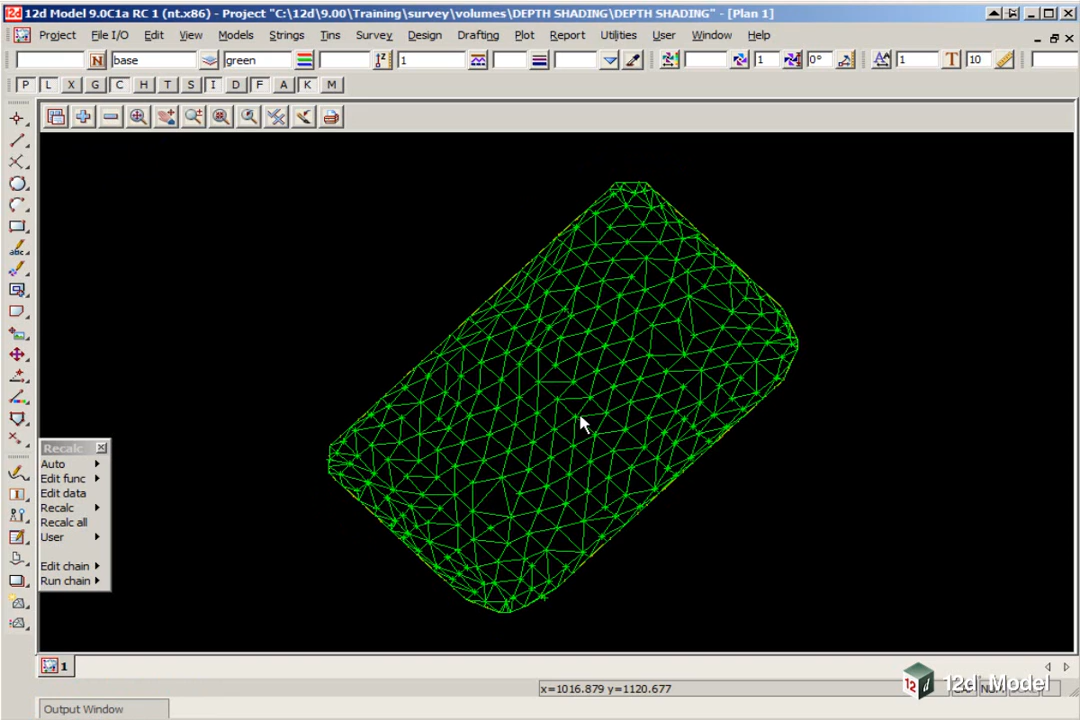 12d Model 9.0C1a RC 1 (nt.x86) - Project "C:\12d\9.00\Training\survey\volumes\DEPTH SHADING\DEPTH SHADING" - [Plan 1]
Project File I/O Edit View Models Strings Tins Survey Design Drafting Plot Report Utilities User Window Help
N base green 1 1 0° 1 T 10
P L X G C H T S I D F A K M
Recalc
Auto
Edit func
Edit data
Recalc
Recalc all
User
Edit chain
Run chain
1
x=1016.879 y=1120.677
12d Model
Output Window